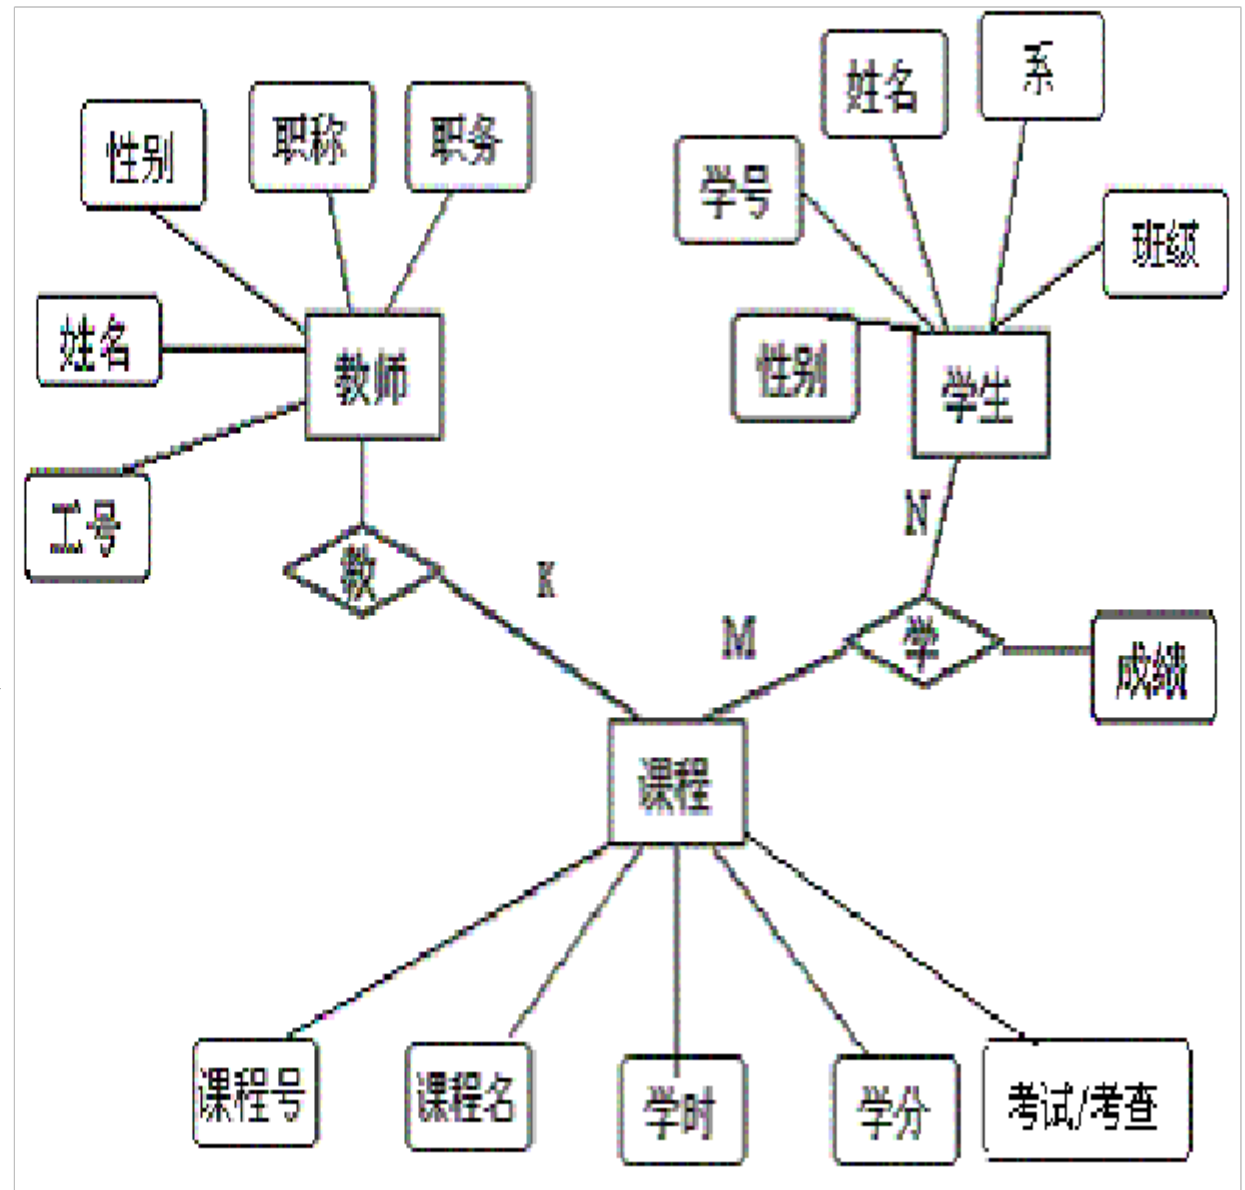 系
姓名
职称
职务
性别
学号
班级
姓名
教师
性别
学生
工号
N
教
K
M
学
成绩
课程
课程号
课程名
学时
学分
考试/考查